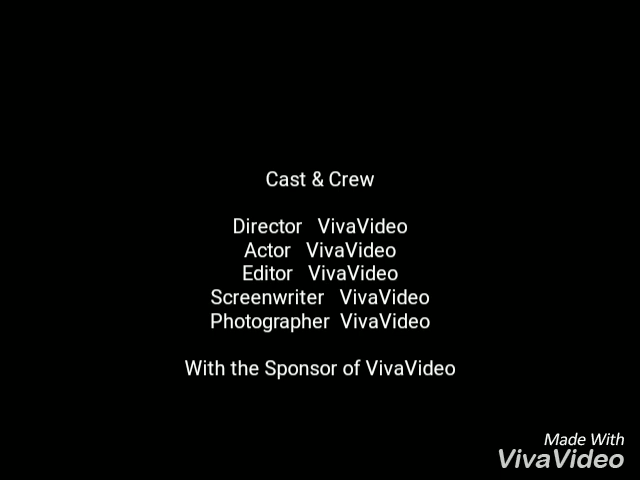 Cast & Crew
Director VivaVideo
Actor VivaVideo
Editor VivaVideo
Screenwriter VivaVideo
Photographer VivaVideo
With the Sponsor of VivaVideo
Made With
VivaVideo